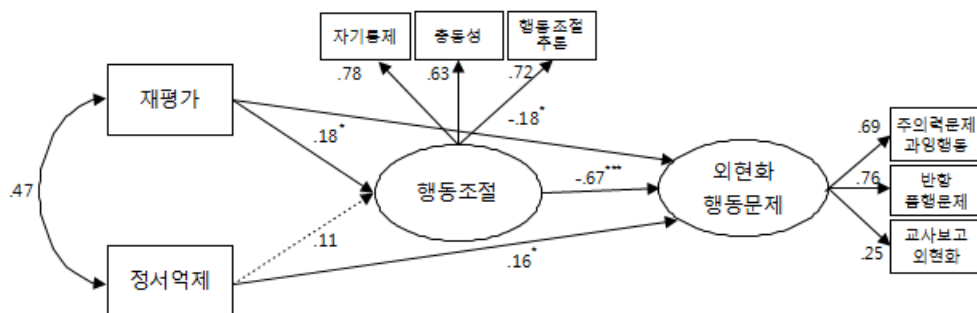 자기통제
충동성
행동조절
추론
.78
.63
.72
재평가
-.18*
.18*
.47
행동조절
-.67***
외현화
행동문제
.69
주의력문제
과잉행동
.76
반항
품행문제
.25
교사보고
외현화
.11
.16*
정서억제